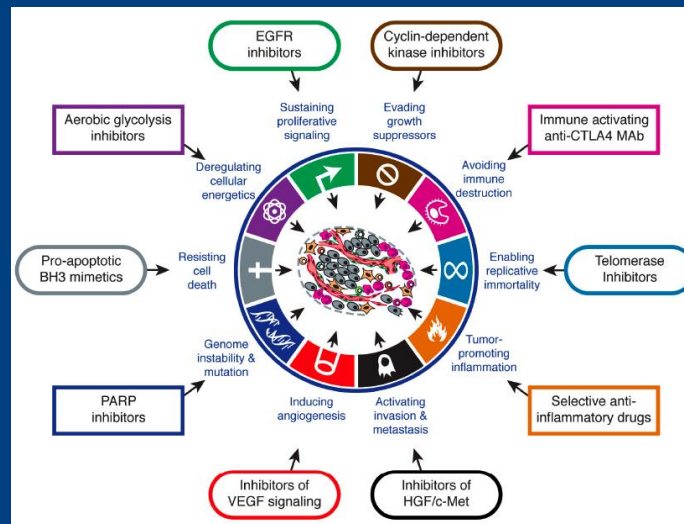 EGFR
inhibitors
Cyclin-dependent
kinase inhibitors
Sustaining
proliferative
signaling
Evading
growth
suppressors
Aerobic glycolysis
inhibitors
Immune activating
anti-CTLA4 MAb
Deregulating
cellular
energetics
Avoiding
immune
destruction
Pro-apoptotic
BH3 mimetics
Resisting
cell
death
Enabling
replicative
immortality
Telomerase
Inhibitors
Genome
instability &
mutation
Tumor-
promoting
inflammation
PARP
inhibitors
Inducing
angiogenesis
Activating
invasion &
metastasis
Selective anti-
inflammatory drugs
Inhibitors of
VEGF signaling
Inhibitors of
HGF/c-Met